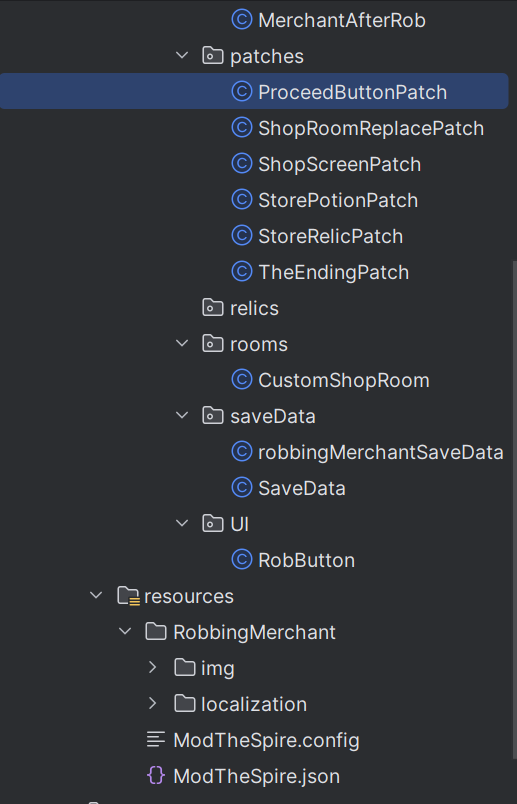 MerchantAfterRob
patches
ProceedButtonPatch
ShopRoomReplacePatch
ShopScreenPatch
StorePotionPatch
StoreRelicPatch
TheEndingPatch
relics
rooms
CustomShopRoom
saveData
robbingMerchantSaveData
SaveData
UI
RobButton
resources
RobbingMerchant
img
localization
ModTheSpire.config
ModTheSpire.json